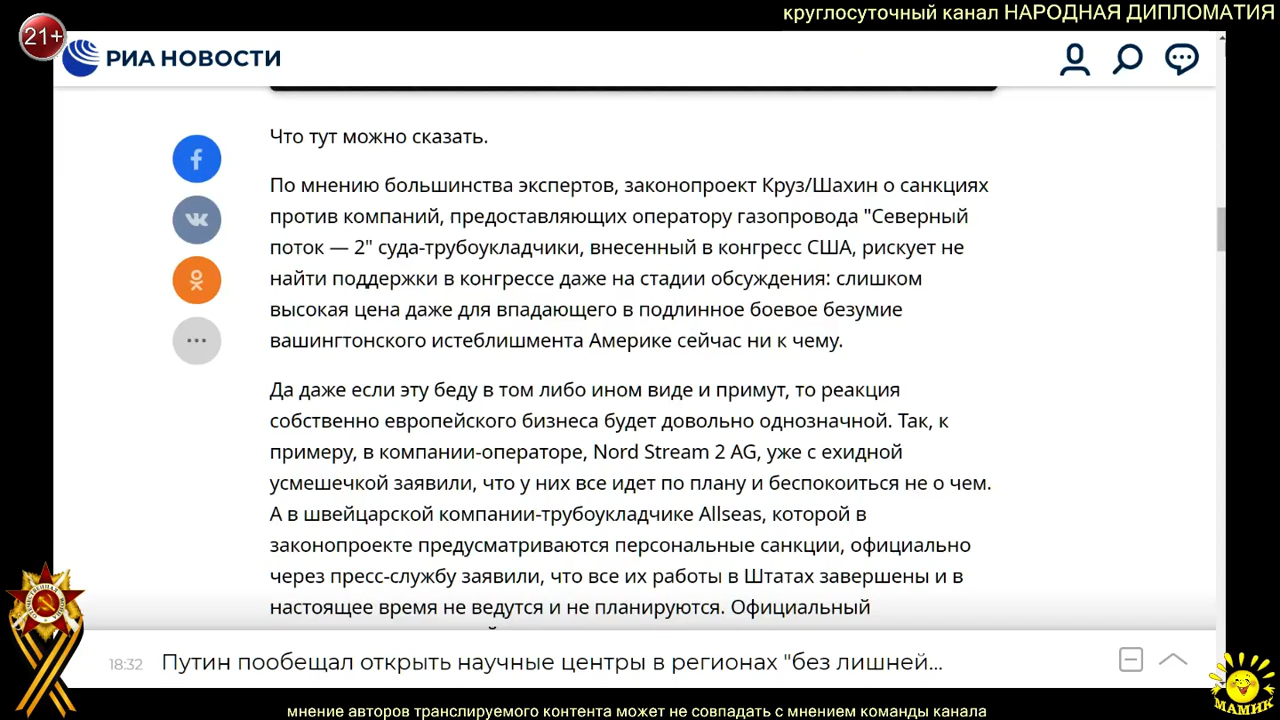 круглосуточный канал НАРОДНАЯ ДИПЛОМАТИЯ
21+
РИА НОВОСТИ
Что тут можно сказать.
По мнению большинства экспертов, законопроект Круз/Шахин о санкциях
против компаний, предоставляющих оператору газопровода "Северный
поток — 2" суда-трубоукладчики, внесенный в конгресс США, рискует не
найти поддержки в конгрессе даже на стадии обсуждения: слишком
высокая цена даже для впадающего в подлинное боевое безумие
вашингтонского истеблишмента Америке сейчас ни к чему.
Да даже если эту беду в том либо ином виде и примут, то реакция
собственно европейского бизнеса будет довольно однозначной. Так, к
примеру, в компании-операторе, Nord Stream 2 AG, уже с ехидной
усмешечкой заявили, что у них все идет по плану и беспокоиться не о чем.
А в швейцарской компании-трубоукладчике Allseas, которой в
законопроекте предусматриваются персональные санкции, официально
через пресс-службу заявили, что все их работы в Штатах завершены и в
настоящее время не ведутся и не планируются. Официальный
18:32 Путин пообещал открыть научные центры в регионах "без лишней...
МАМИК
мнение авторов транслируемого контента может не совпадать с мнением команды канала